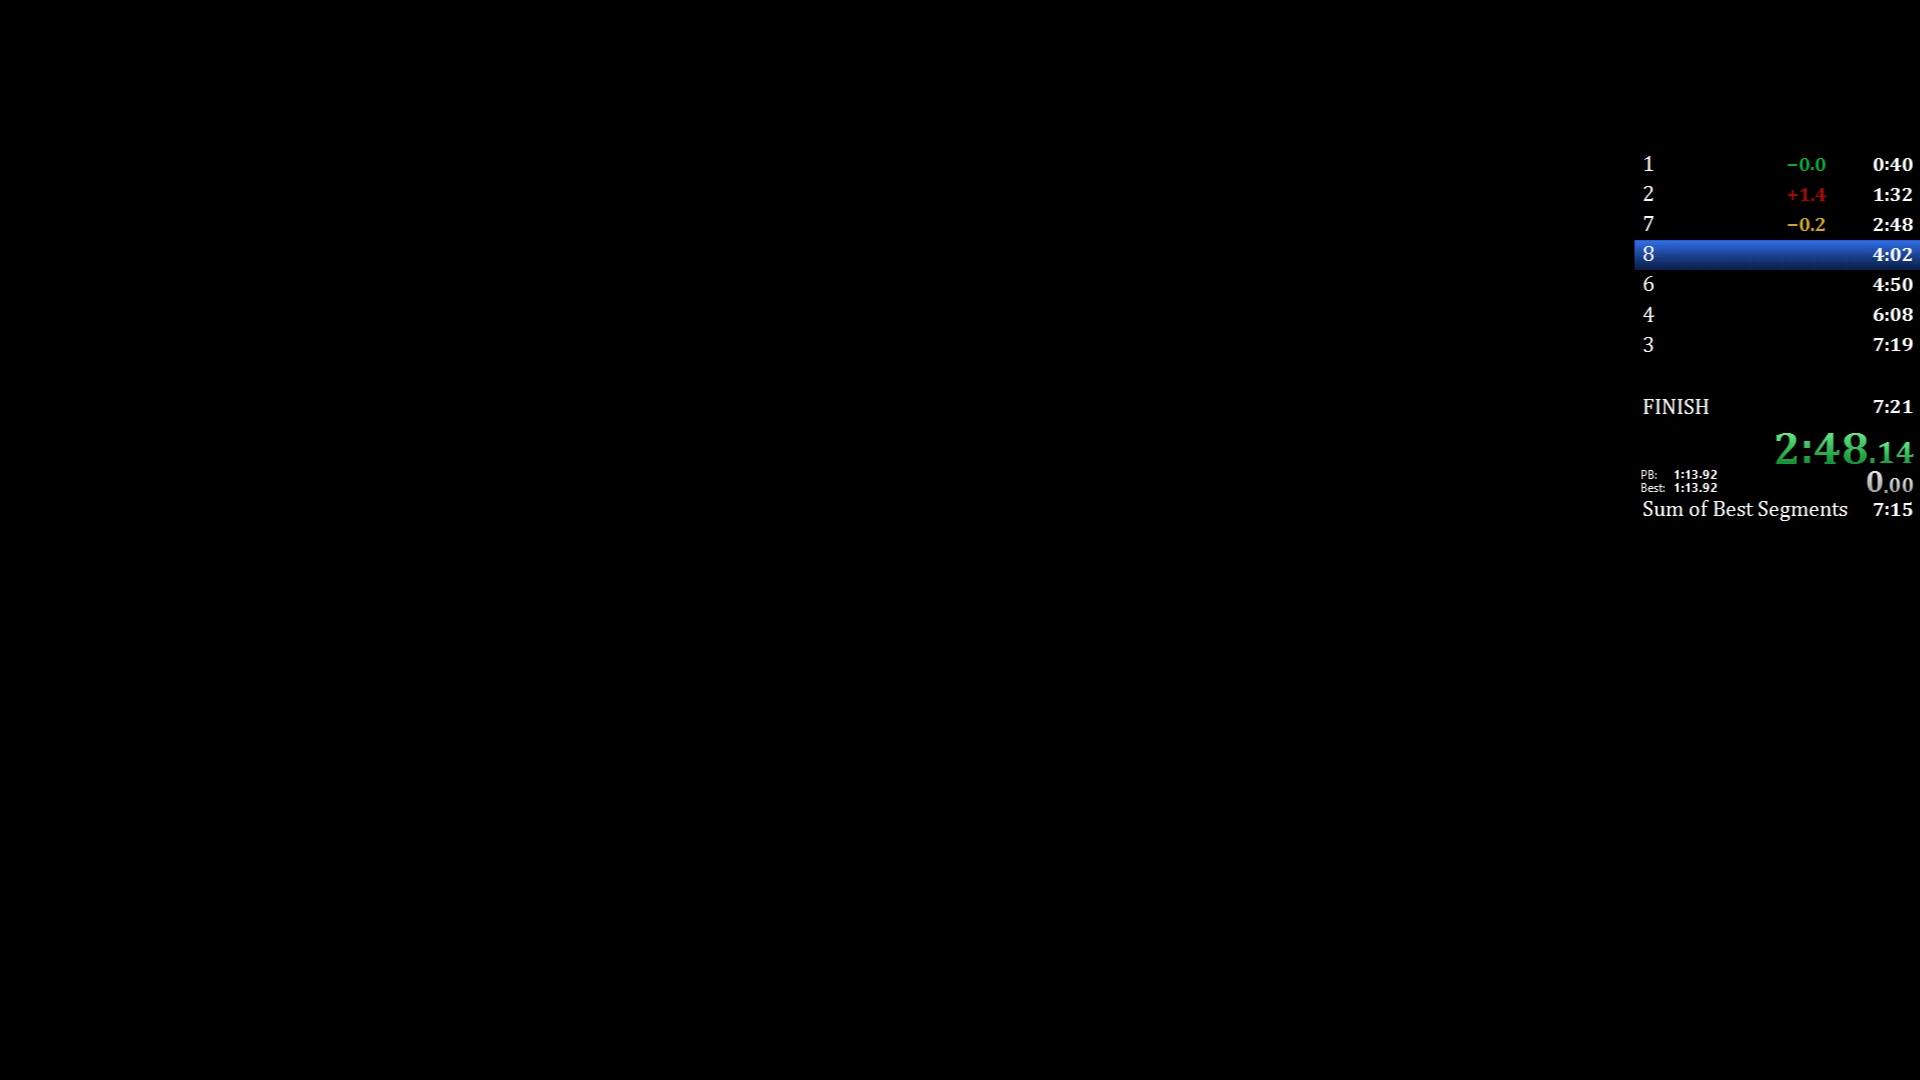 1 −0.0 0:40
2 +1.4 1:32
7 −0.2 2:48
8 4:02
6 4:50
4 6:08
3 7:19
FINISH 7:21
2:48.14
PB: 1:13.92
Best: 1:13.92 0.00
Sum of Best Segments 7:15